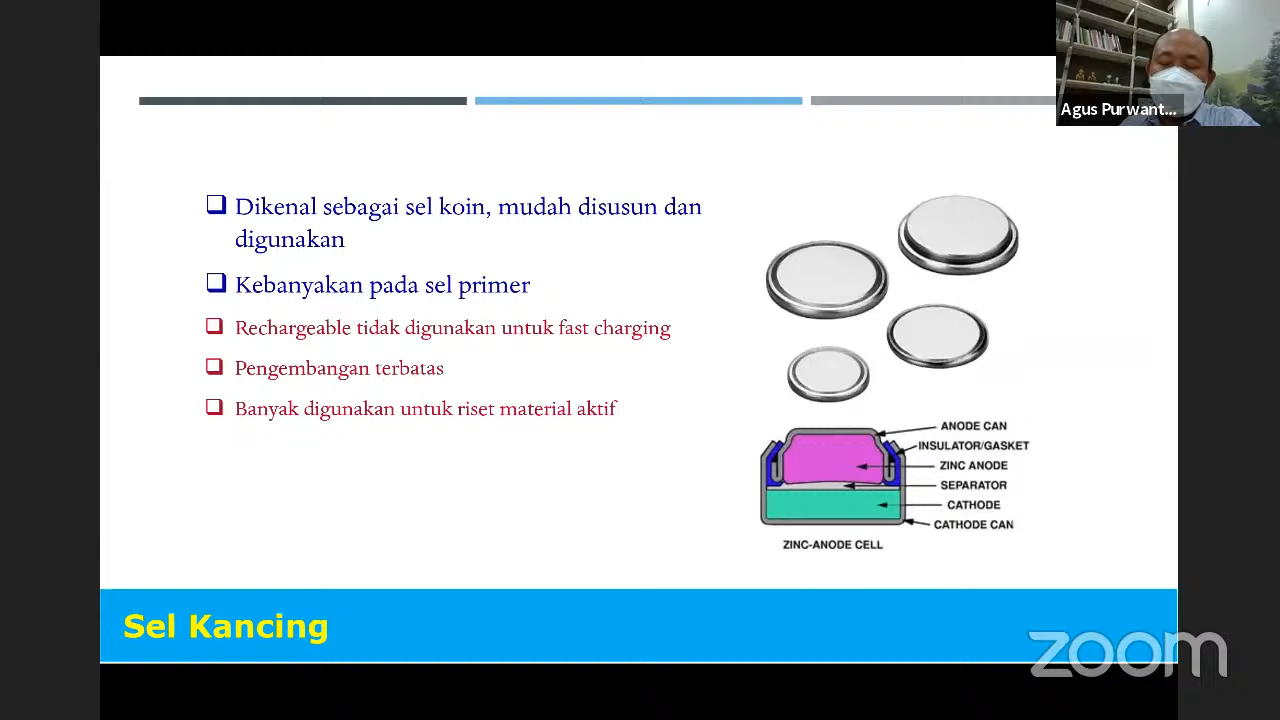 Agus Purwant...
Dikenal sebagai sel koin, mudah disusun dan
digunakan
Kebanyakan pada sel primer
Rechargeable tidak digunakan untuk fast charging
Pengembangan terbatas
Banyak digunakan untuk riset material aktif
ANODE CAN
INSULATOR/GASKET
ZINC ANODE
SEPARATOR
CATHODE
CATHODE CAN
ZINC-ANODE CELL
Sel Kancing
zoom